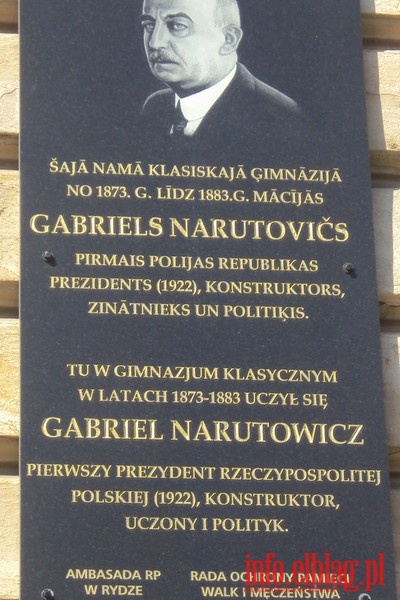 ŠAJĀ NAMĀ KLASISKAJĀ ĢIMNĀZIJĀ
NO 1873. G. LĪDZ 1883.G. MĀCĪJĀS
GABRIELS NARUTOVIČS
PIRMAIS POLIJAS REPUBLIKAS
PREZIDENTS (1922), KONSTRUKTORS,
ZINĀTNIEKS UN POLITIĶIS.
TU W GIMNAZJUM KLASYCZNYM
W LATACH 1873-1883 UCZYŁ SIĘ
GABRIEL NARUTOWICZ
PIERWSZY PREZYDENT RZECZYPOSPOLITEJ
POLSKIEJ (1922), KONSTRUKTOR,
UCZONY I POLITYK.
AMBASADA RP
W RYDZE
RADA OCHRONY PAMIĘCI
WALK I MĘCZEŃSTWA
info.elblag.pl